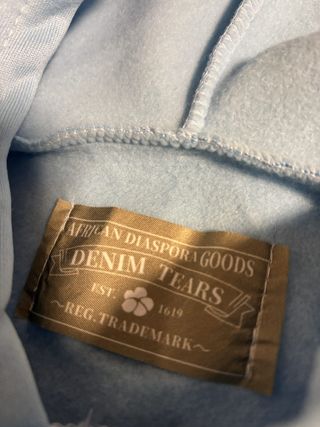 AFRICAN DIASPORA GOODS
DENIM TEARS
EST. 1619
~REG. TRADEMARK~